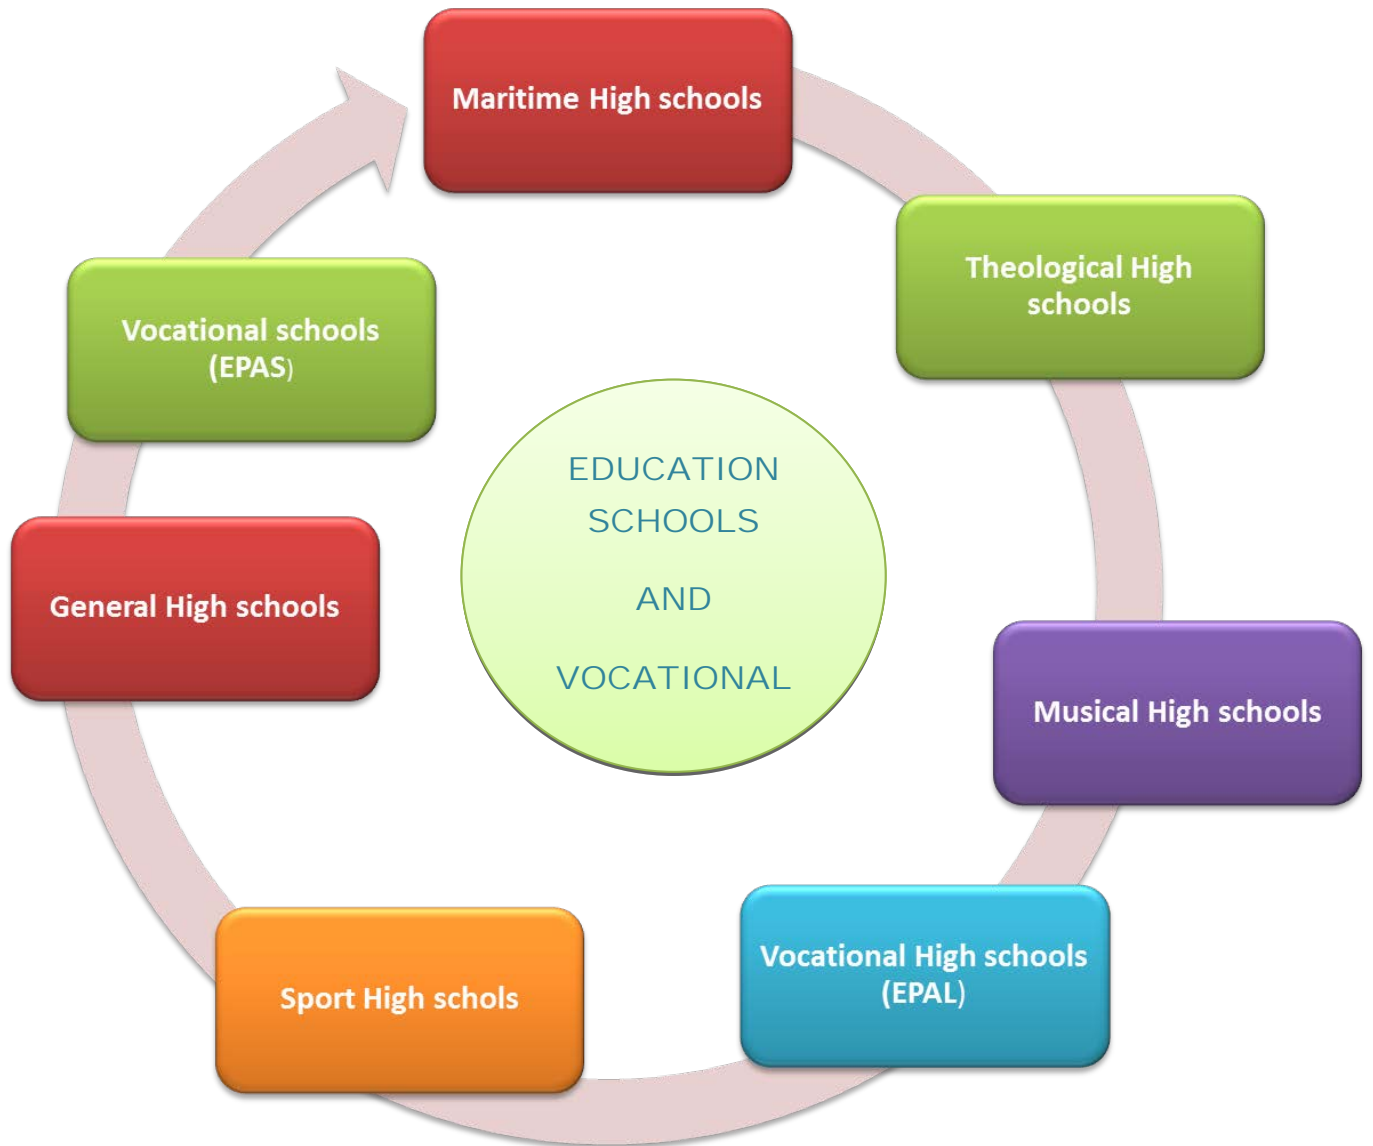 Maritime High schools
Theological High
schools
Vocational schools
(EPAS)
EDUCATION
SCHOOLS
AND
VOCATIONAL
General High schools
Musical High schools
Vocational High schools
(EPAL)
Sport High schols